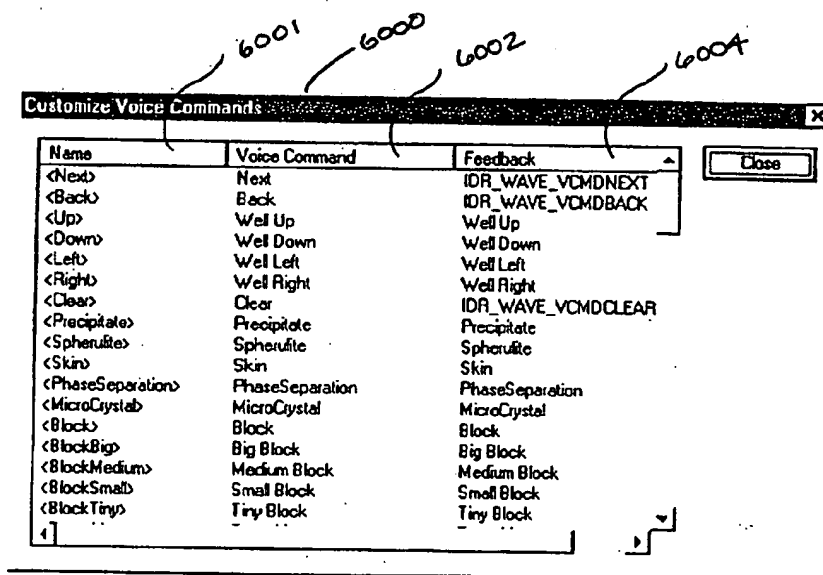 6001 6000 6002 6004
Customize Voice Commands
Name Voice Command Feedback Close
<Next> Next IDR_WAVE_VCMDNEXT
<Back> Back IDR_WAVE_VCMDBACK
<Up> Well Up Well Up
<Down> Well Down Well Down
<Left> Well Left Well Left
<Right> Well Right Well Right
<Clear> Clear IDR_WAVE_VCMDCLEAR
<Precipitate> Precipitate Precipitate
<Spherulite> Spherulite Spherulite
<Skin> Skin Skin
<PhaseSeparation> PhaseSeparation PhaseSeparation
<MicroCrystal> MicroCrystal MicroCrystal
<Block> Block Block
<BlockBig> Big Block Big Block
<BlockMedium> Medium Block Medium Block
<BlockSmall> Small Block Small Block
<BlockTiny> Tiny Block Tiny Block